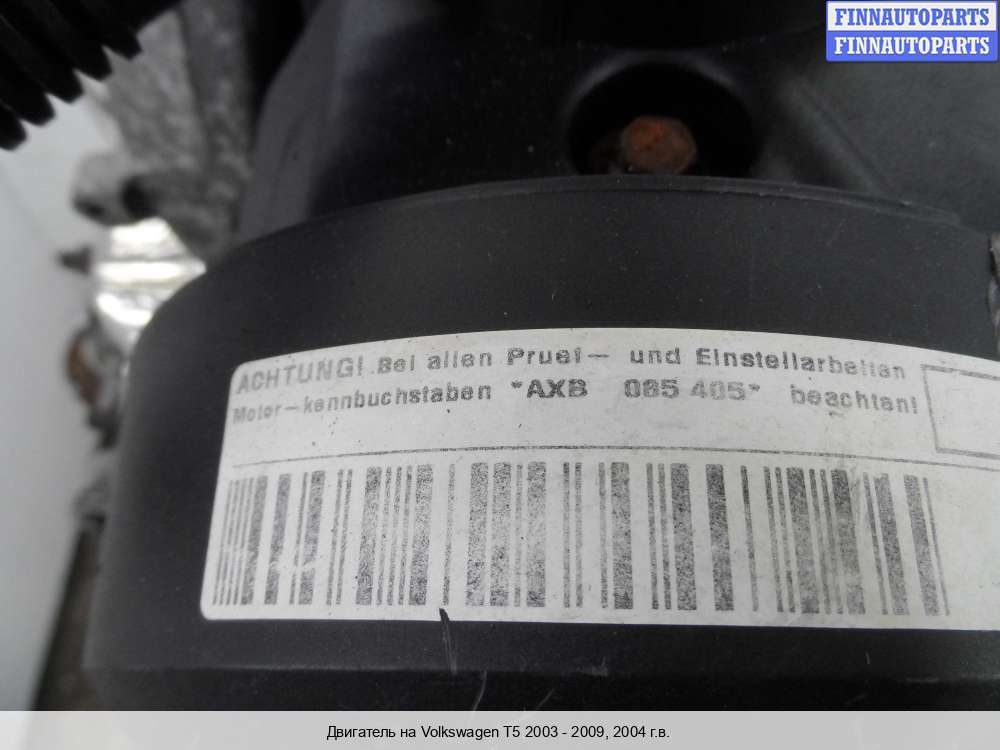 FINNAUTOPARTS
FINNAUTOPARTS
ACHTUNG! Bei allen Pruef- und Einstellarbeiten
Motor-kennbuchstaben *AXB 085 405* beachten!
Двигатель на Volkswagen T5 2003 - 2009, 2004 г.в.